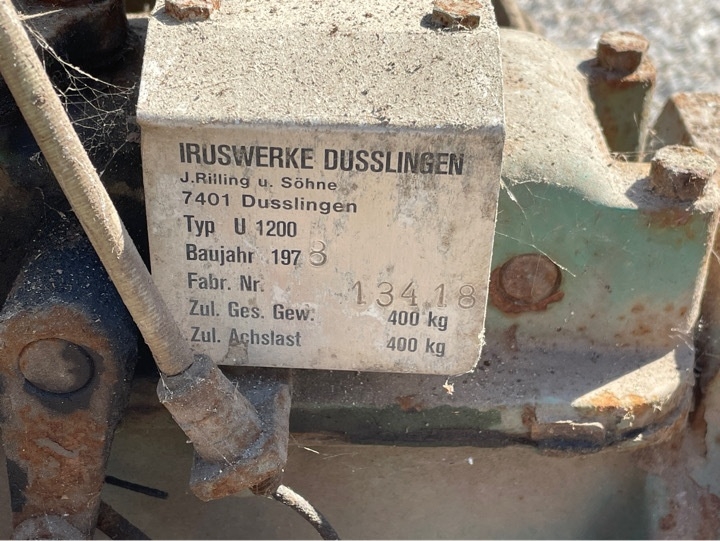 IRUSWERKE DUSSLINGEN
J.Rilling u. Söhne
7401 Dusslingen
Typ U 1200
Baujahr 1978
Fabr. Nr. 13418
Zul. Ges. Gew. 400 kg
Zul. Achslast 400 kg